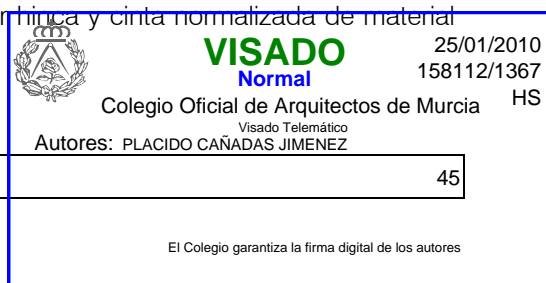 hinca y cinta normalizada de material
VISADO 25/01/2010
Normal 158112/1367
Colegio Oficial de Arquitectos de Murcia HS
Visado Telemático
Autores: PLACIDO CAÑADAS JIMENEZ
45
El Colegio garantiza la firma digital de los autores